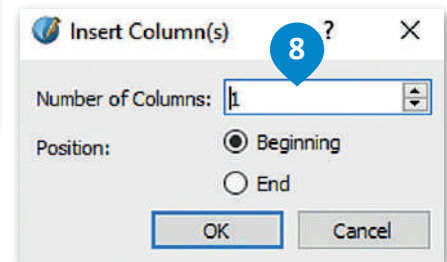 Insert Column(s) ? ×
8
Number of Columns: 1
Position: Beginning
End
OK Cancel